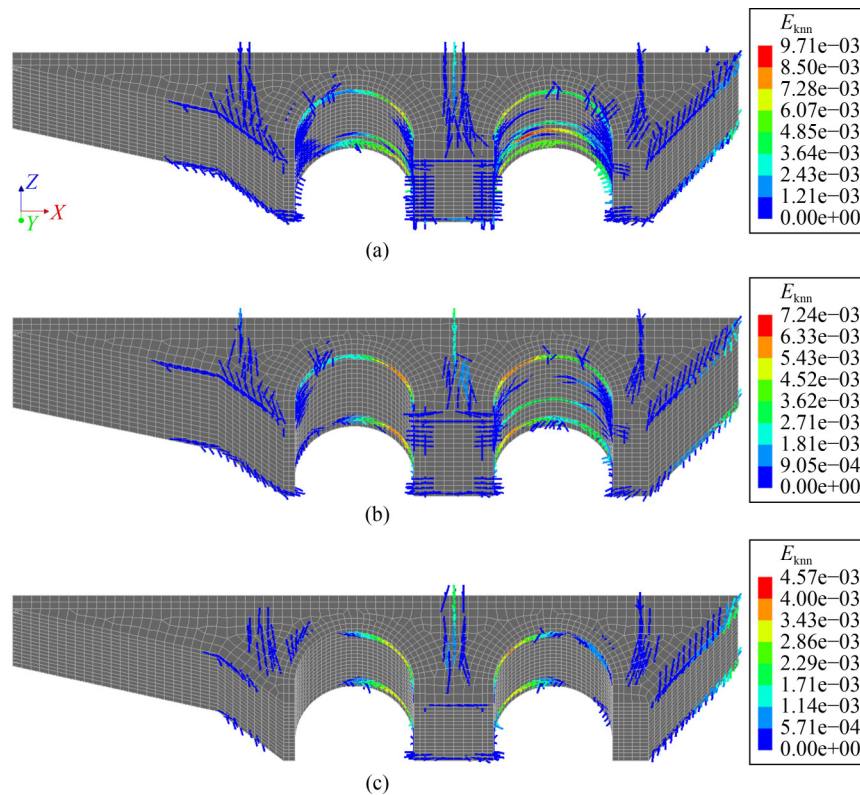 E_knn
9.71e−03
8.50e−03
7.28e−03
6.07e−03
4.85e−03
3.64e−03
2.43e−03
1.21e−03
0.00e+00
Z
X
Y
(a)
E_knn
7.24e−03
6.33e−03
5.43e−03
4.52e−03
3.62e−03
2.71e−03
1.81e−03
9.05e−04
0.00e+00
(b)
E_knn
4.57e−03
4.00e−03
3.43e−03
2.86e−03
2.29e−03
1.71e−03
1.14e−03
5.71e−04
0.00e+00
(c)